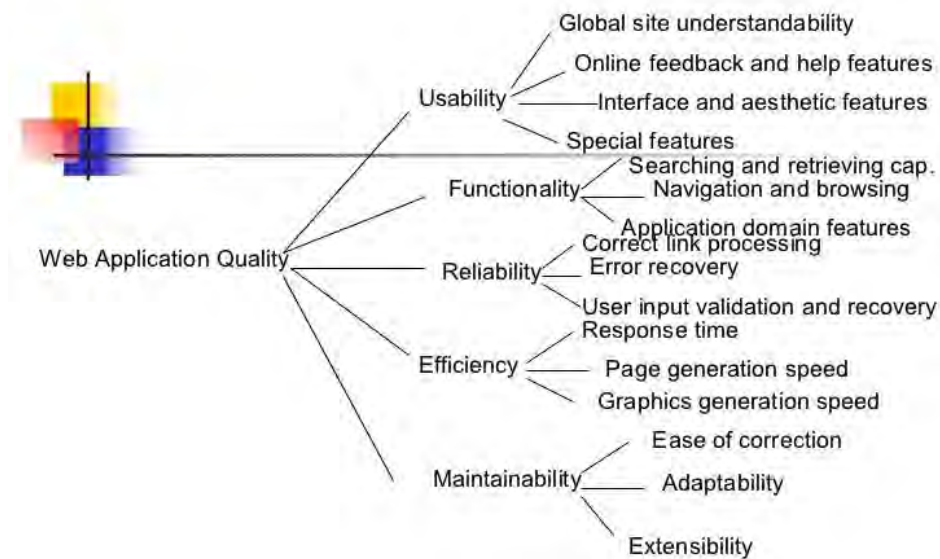 Global site understandability
Online feedback and help features
Usability
Interface and aesthetic features
Special features
Searching and retrieving cap.
Functionality
Navigation and browsing
Application domain features
Correct link processing
Web Application Quality
Reliability
Error recovery
User input validation and recovery
Response time
Efficiency
Page generation speed
Graphics generation speed
Ease of correction
Maintainability
Adaptability
Extensibility